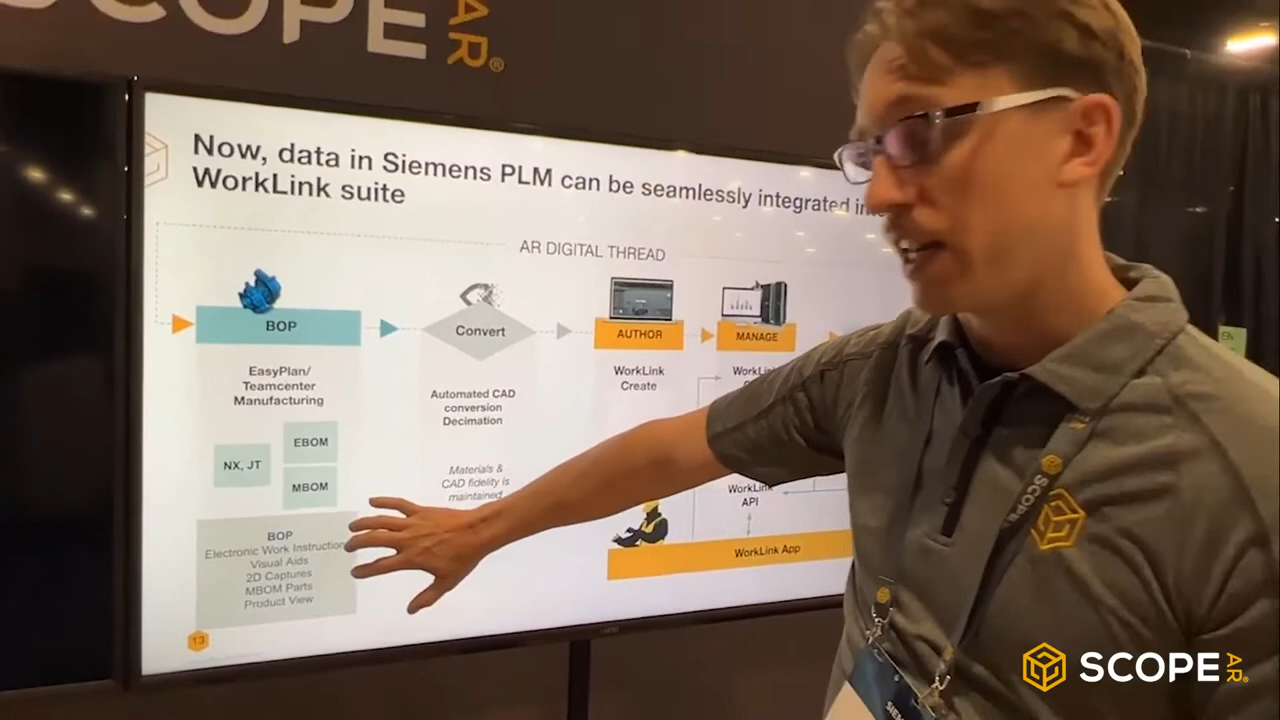 SCOPE AR®
Now, data in Siemens PLM can be seamlessly integrated
WorkLink suite
AR DIGITAL THREAD
BOP
Convert
AUTHOR
MANAGE
EasyPlan/
Teamcenter
Manufacturing
Automated CAD
conversion
Decimation
WorkLink
Create
NX, JT
EBOM
MBOM
Materials &
CAD fidelity is
maintained
WorkLink
API
BOP
Electronic Work Instruction
Visual Aids
2D Captures
MBOM Parts
Product View
WorkLink App
13
EN
SCOPE
SCOPE AR®